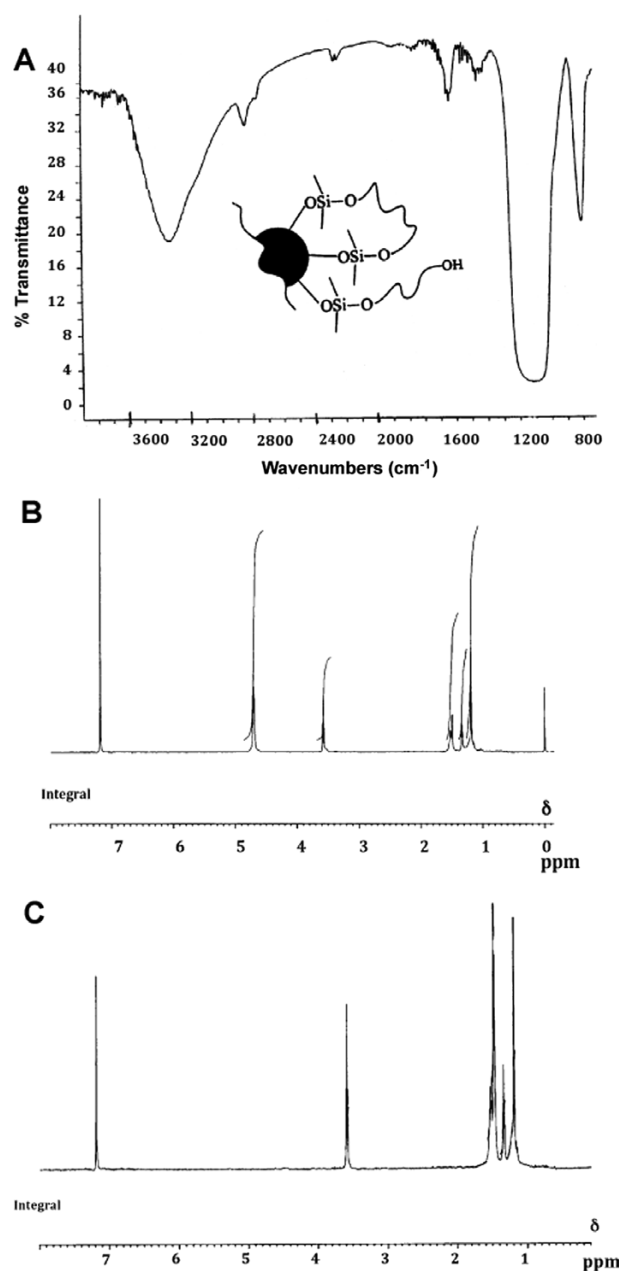 A
40
36
32
28
24
20
16
12
8
4
0
% Transmittance
OSi-O
OSi-O
OSi-O
OH
3600 3200 2800 2400 2000 1600 1200 800
Wavenumbers (cm-1)
B
Integral
δ
7 6 5 4 3 2 1 0
ppm
C
Integral
δ
7 6 5 4 3 2 1
ppm